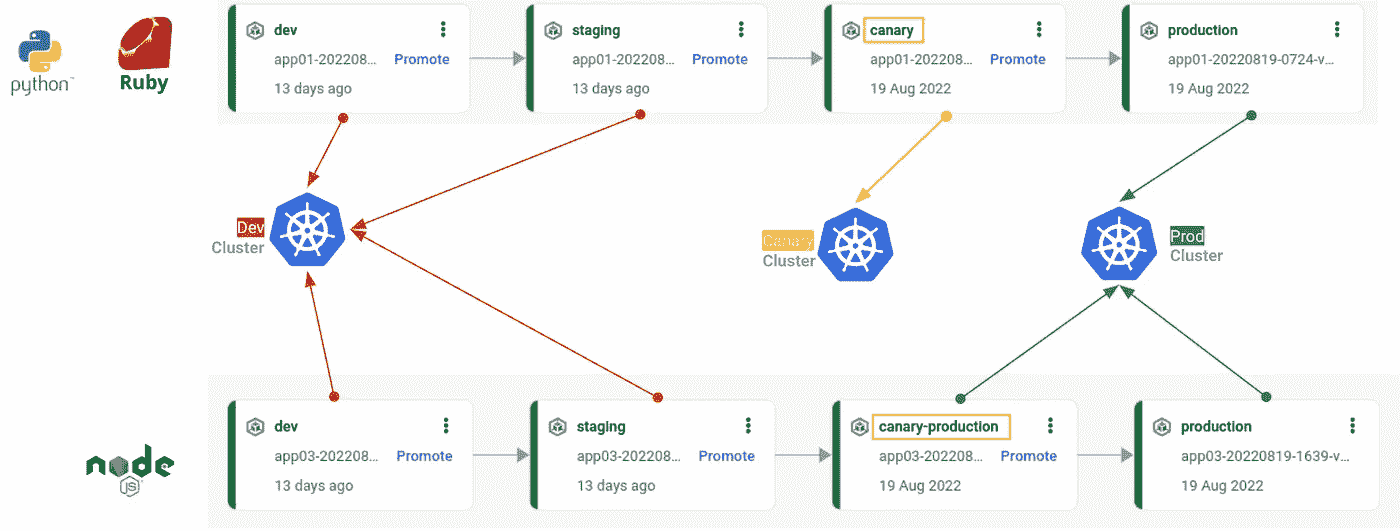 python™
Ruby
dev
app01-202208... Promote
13 days ago
staging
app01-202208... Promote
13 days ago
canary
app01-202208... Promote
19 Aug 2022
production
app01-20220819-0724-v...
19 Aug 2022
Dev
Cluster
Canary
Cluster
Prod
Cluster
node
JS
dev
app03-202208... Promote
13 days ago
staging
app03-202208... Promote
13 days ago
canary-production
app03-202208... Promote
19 Aug 2022
production
app03-20220819-1639-v...
19 Aug 2022